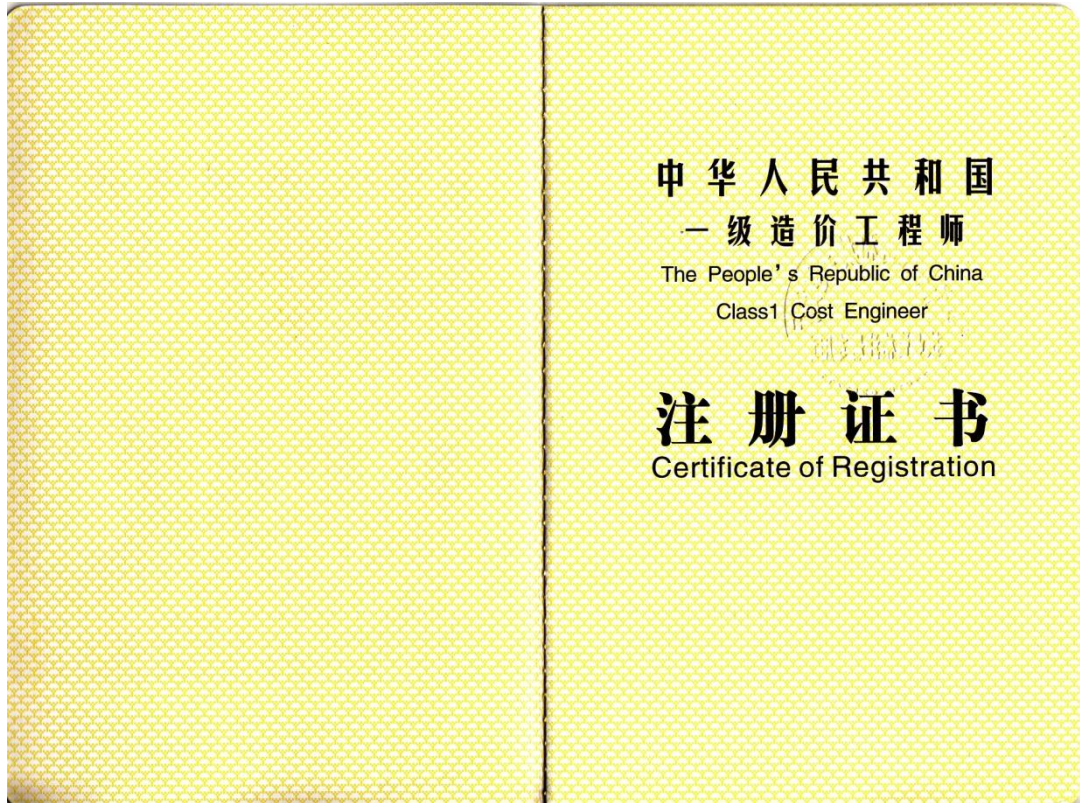 中华人民共和国
一级造价工程师
The People's Republic of China
Class1 Cost Engineer
注册证书
Certificate of Registration